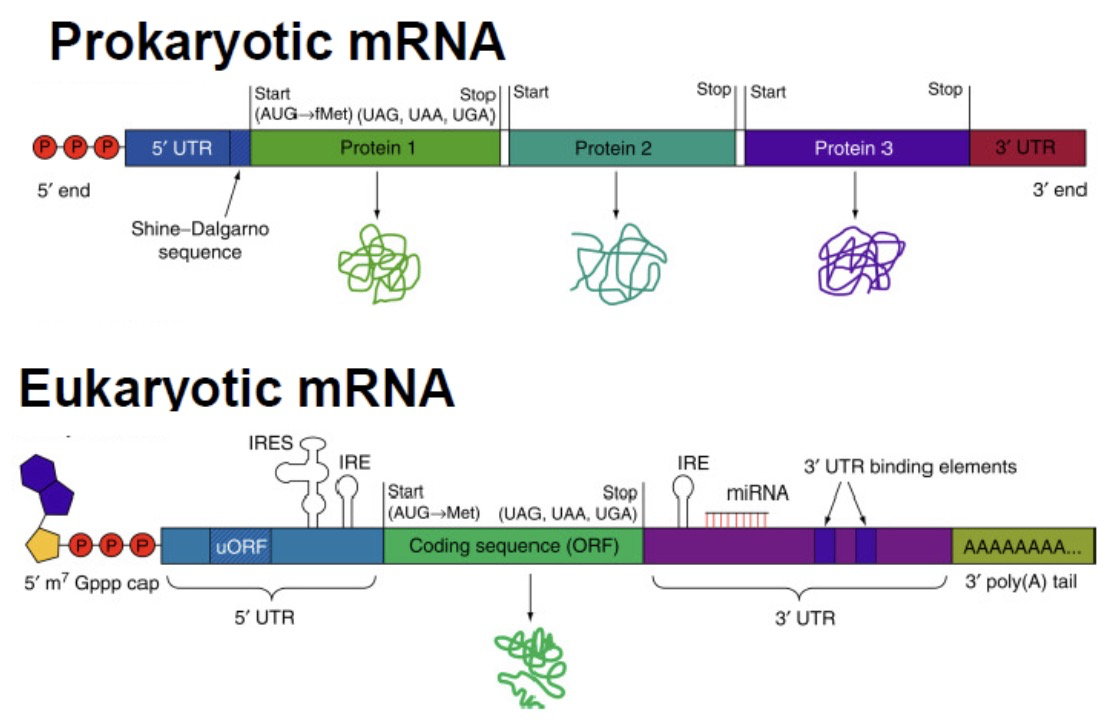 Prokaryotic mRNA
Start
Stop
Start
Stop
Start
Stop
(AUG→fMet) (UAG, UAA, UGA)
P P P
5′ UTR
Protein 1
Protein 2
Protein 3
3′ UTR
5′ end
3′ end
Shine–Dalgarno
sequence
Eukaryotic mRNA
IRES
IRE
IRE
3′ UTR binding elements
Start
Stop
miRNA
(AUG→Met)
(UAG, UAA, UGA)
P P P
uORF
Coding sequence (ORF)
AAAAAAAA...
5′ m7 Gppp cap
3′ poly(A) tail
5′ UTR
3′ UTR